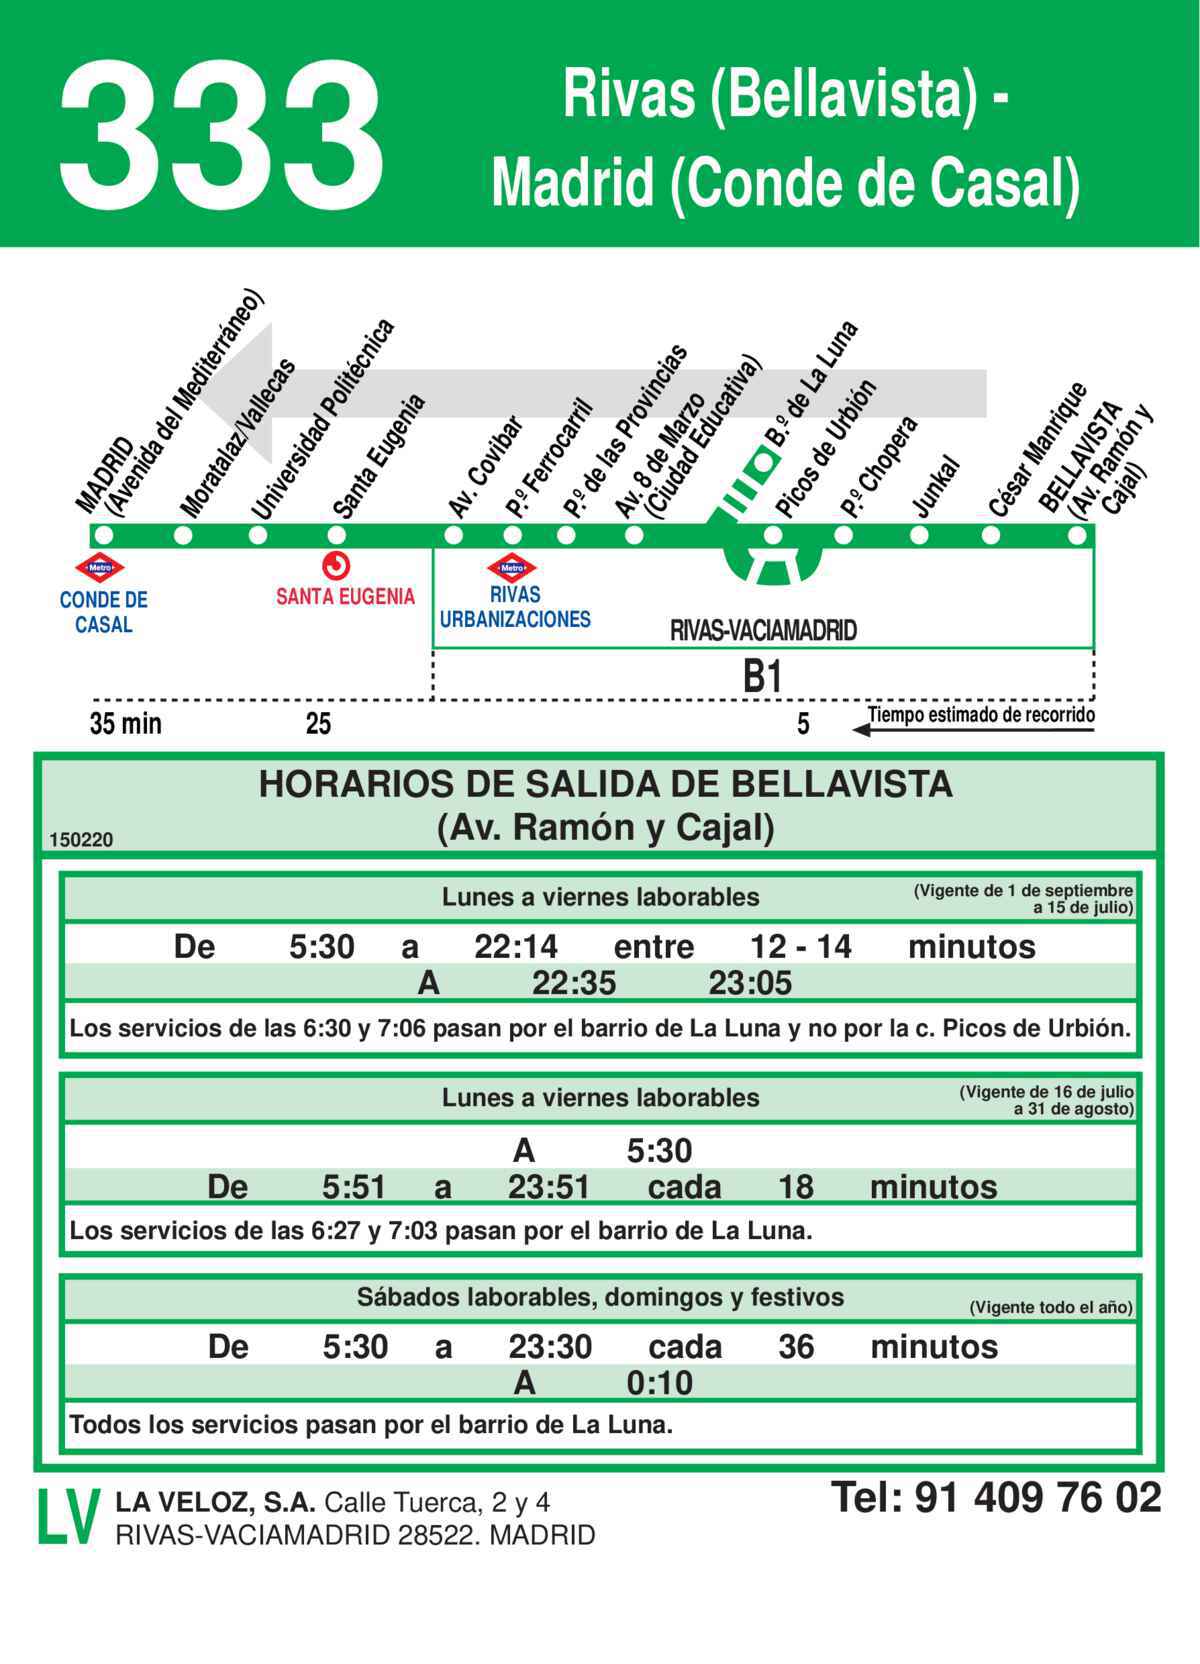 333
Rivas (Bellavista) -
Madrid (Conde de Casal)
MADRID
(Avenida del Mediterráneo)
Moratalaz/Vallecas
Universidad Politécnica
Santa Eugenia
Av. Covibar
P.º Ferrocarril
P.º de las Provincias
Av. 8 de Marzo
(Ciudad Educativa)
B.º de La Luna
Picos de Urbión
P.º Chopera
Junkal
César Manrique
BELLAVISTA
(Av. Ramón y
Cajal)
Metro
CONDE DE
CASAL
SANTA EUGENIA
Metro
RIVAS
URBANIZACIONES
RIVAS-VACIAMADRID
B1
35 min 25 5 Tiempo estimado de recorrido
HORARIOS DE SALIDA DE BELLAVISTA
(Av. Ramón y Cajal)
150220
Lunes a viernes laborables (Vigente de 1 de septiembre
a 15 de julio)
De 5:30 a 22:14 entre 12 - 14 minutos
A 22:35 23:05
Los servicios de las 6:30 y 7:06 pasan por el barrio de La Luna y no por la c. Picos de Urbión.
Lunes a viernes laborables (Vigente de 16 de julio
a 31 de agosto)
A 5:30
De 5:51 a 23:51 cada 18 minutos
Los servicios de las 6:27 y 7:03 pasan por el barrio de La Luna.
Sábados laborables, domingos y festivos (Vigente todo el año)
De 5:30 a 23:30 cada 36 minutos
A 0:10
Todos los servicios pasan por el barrio de La Luna.
LV
LA VELOZ, S.A. Calle Tuerca, 2 y 4
RIVAS-VACIAMADRID 28522. MADRID
Tel: 91 409 76 02